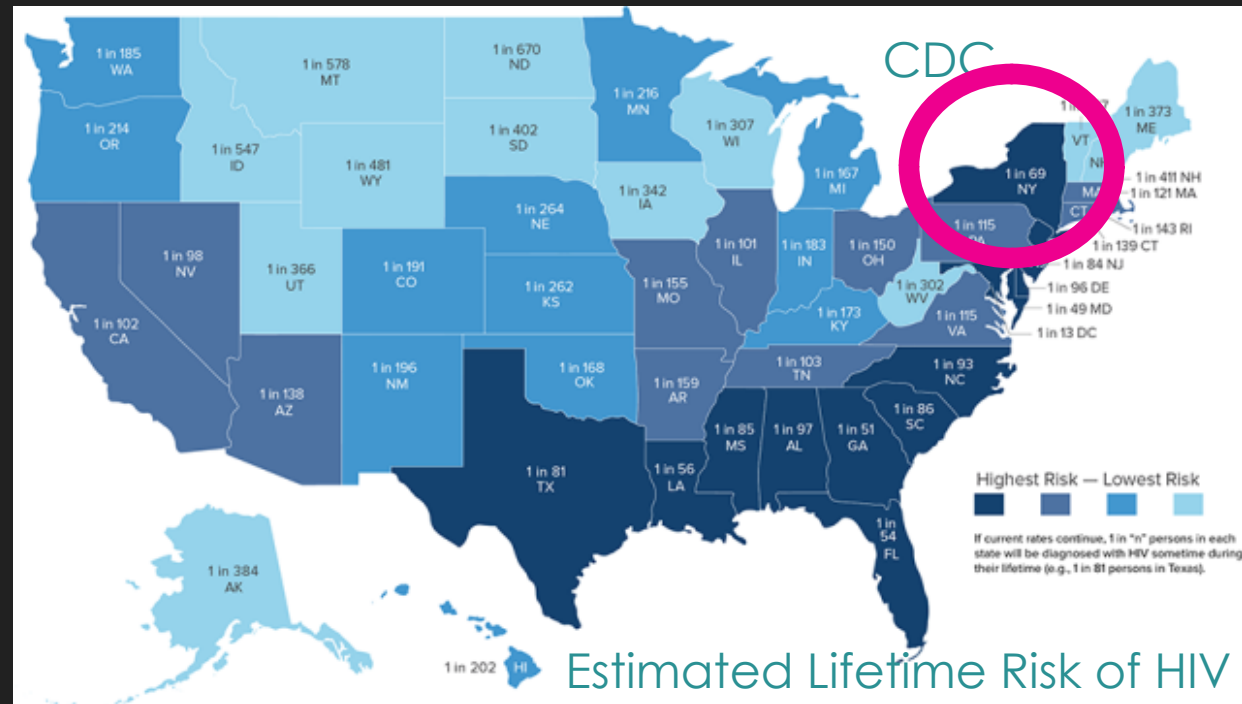 CDC
1 in 185
WA
1 in 578
MT
1 in 670
ND
1 in 216
MN
1 in 373
ME
1 in 214
OR
1 in 547
ID
1 in 402
SD
1 in 307
WI
VT
NH
1 in 481
WY
1 in 167
MI
1 in 69
NY
1 in 411 NH
MA
1 in 121 MA
1 in 342
IA
1 in 264
NE
CT
1 in 143 RI
1 in 139 CT
1 in 98
NV
1 in 366
UT
1 in 191
CO
1 in 101
IL
1 in 183
IN
1 in 150
OH
1 in 115
PA
1 in 84 NJ
1 in 262
KS
1 in 155
MO
1 in 302
WV
1 in 96 DE
1 in 49 MD
1 in 102
CA
1 in 173
KY
1 in 115
VA
1 in 13 DC
1 in 138
AZ
1 in 196
NM
1 in 168
OK
1 in 159
AR
1 in 103
TN
1 in 93
NC
1 in 86
SC
1 in 81
TX
1 in 56
LA
1 in 85
MS
1 in 97
AL
1 in 51
GA
Highest Risk — Lowest Risk
1 in
54
FL
If current rates continue, 1 in "n" persons in each
state will be diagnosed with HIV sometime during
their lifetime (e.g., 1 in 81 persons in Texas).
1 in 384
AK
1 in 202
HI
Estimated Lifetime Risk of HIV